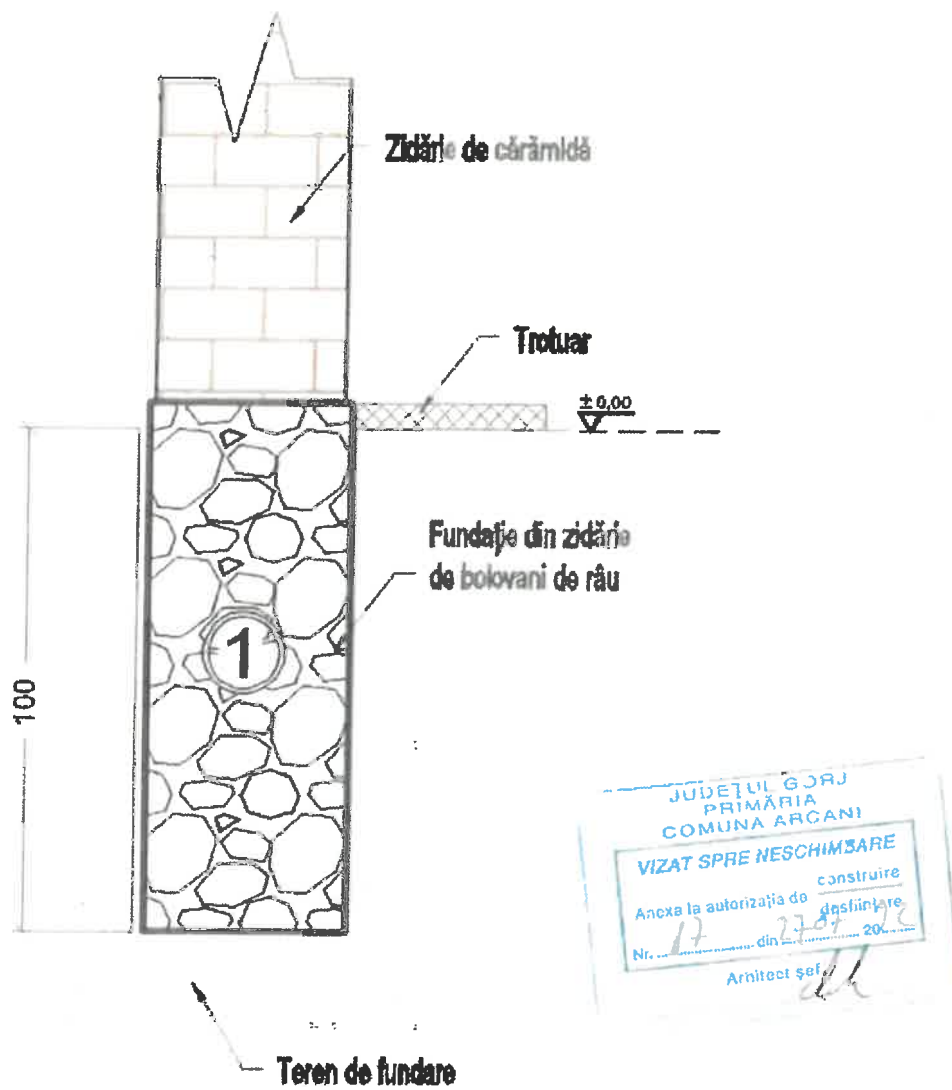 Zidărie de cărămidă
Trotuar
±0,00
Fundație din zidărie
de bolovani de râu
1
100
JUDEȚUL GORJ
PRIMĂRIA
COMUNA ARCANI
VIZAT SPRE NESCHIMBARE
Anexa la autorizația de construire
desființare
Nr. 17 din 27.07 20
Arhitect șef
Teren de fundare